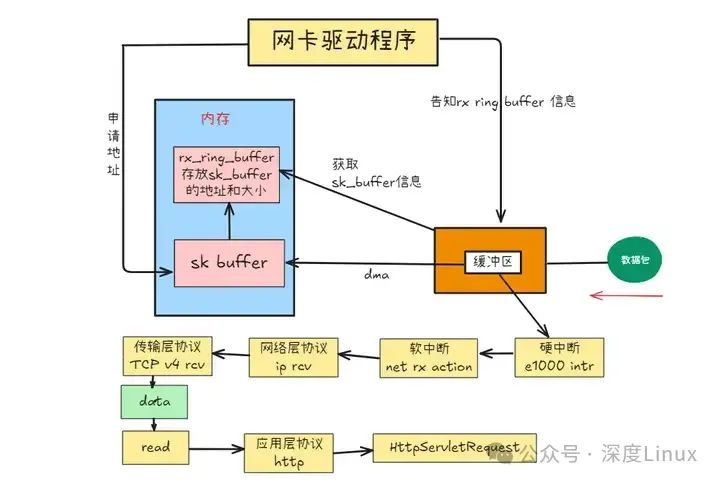 网卡驱动程序
告知rx ring buffer 信息
申请地址
内存
rx_ring_buffer
存放sk_buffer
的地址和大小
获取
sk_buffer信息
sk buffer
缓冲区
数据包
dma
传输层协议
TCP v4 rcv
网络层协议
ip rcv
软中断
net rx action
硬中断
e1000 intr
data
read
应用层协议
http
HttpServletRequest
公众号 · 深度Linux